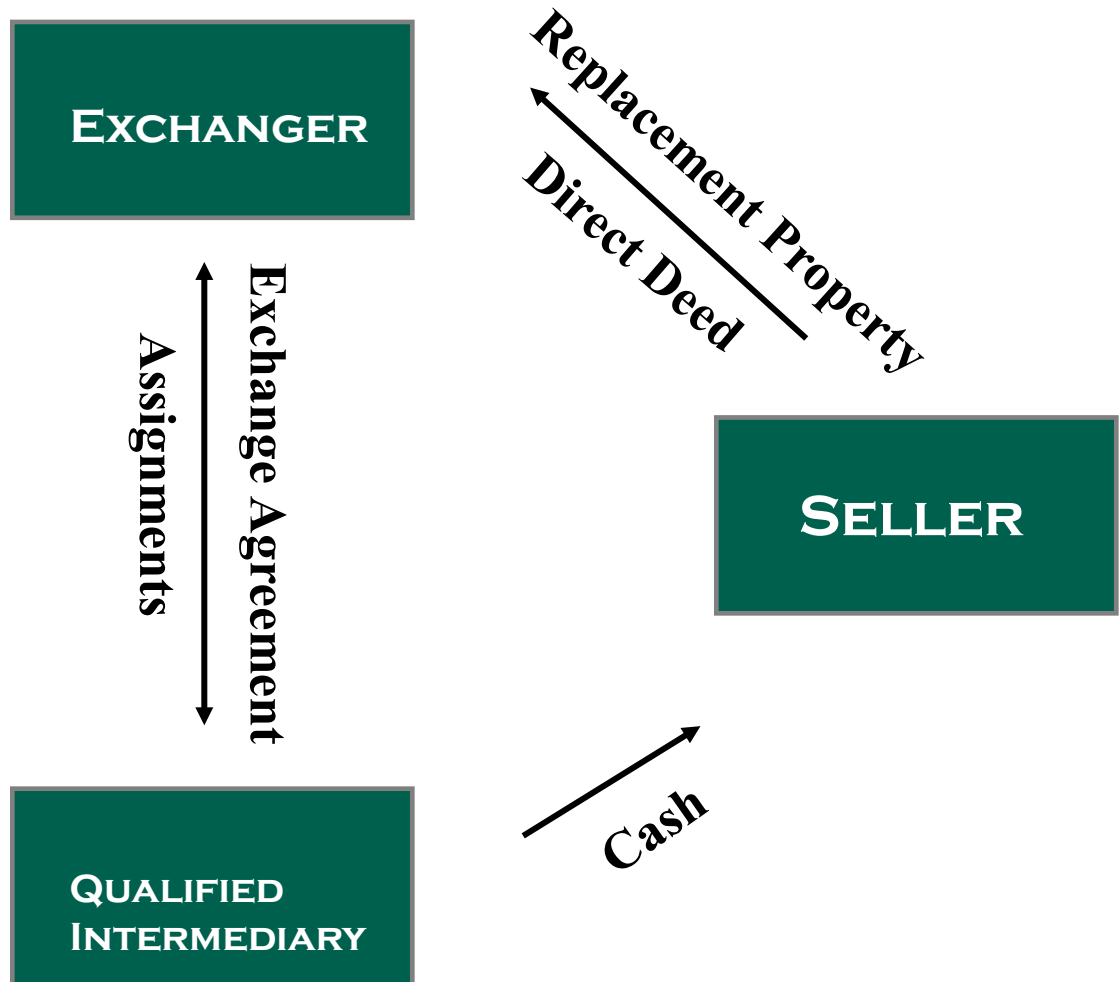 EXCHANGER
Replacement Property
Direct Deed
Exchange Agreement
Assignments
SELLER
Cash
QUALIFIED
INTERMEDIARY